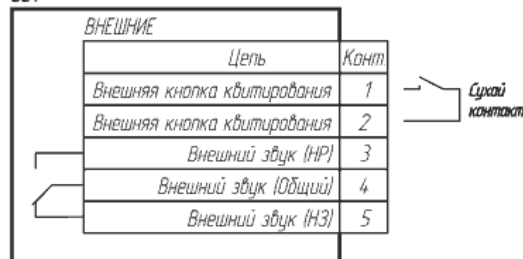 ВНЕШНИЕ
Цепь Конт.
Внешняя кнопка квитирования 1
Внешняя кнопка квитирования 2
Внешний звук (НР) 3
Внешний звук (Общий) 4
Внешний звук (НЗ) 5
Сухой
контакт